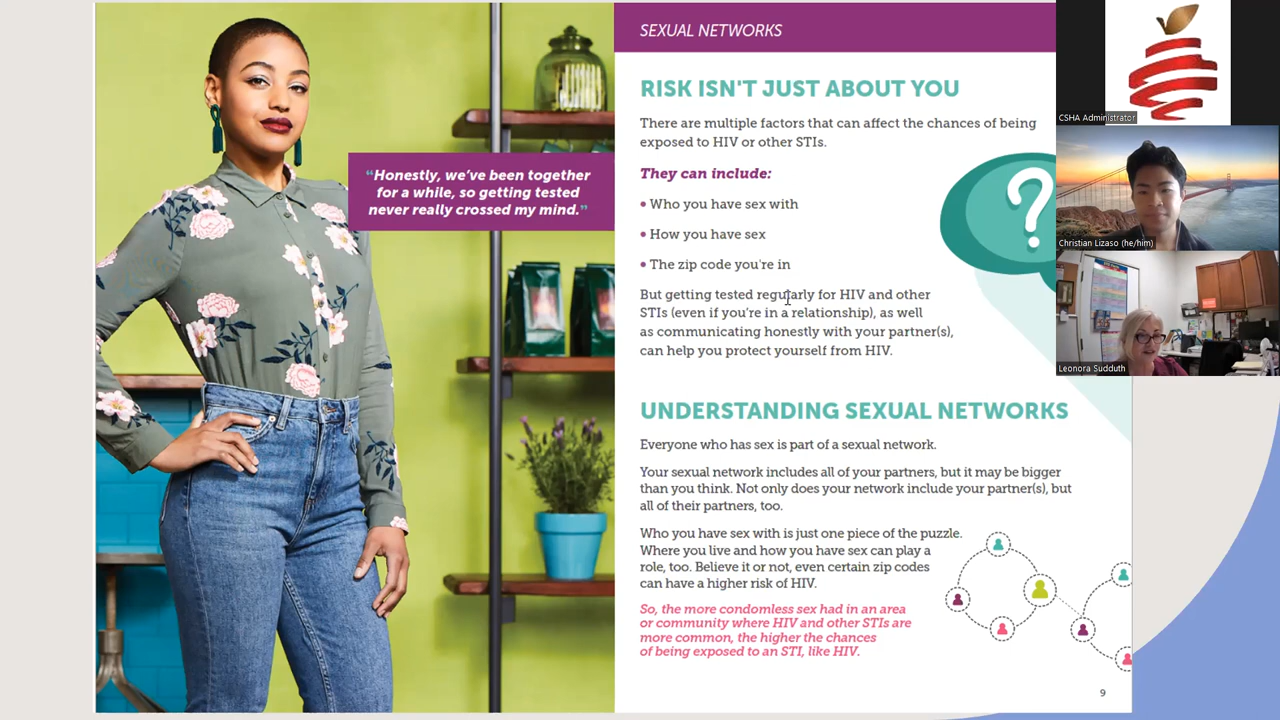 "Honestly, we've been together
for a while, so getting tested
never really crossed my mind."
SEXUAL NETWORKS
RISK ISN'T JUST ABOUT YOU
There are multiple factors that can affect the chances of being
exposed to HIV or other STIs.
They can include:
• Who you have sex with
• How you have sex
• The zip code you're in
But getting tested regularly for HIV and other
STIs (even if you're in a relationship), as well
as communicating honestly with your partner(s),
can help you protect yourself from HIV.
?
UNDERSTANDING SEXUAL NETWORKS
Everyone who has sex is part of a sexual network.
Your sexual network includes all of your partners, but it may be bigger
than you think. Not only does your network include your partner(s), but
all of their partners, too.
Who you have sex with is just one piece of the puzzle.
Where you live and how you have sex can play a
role, too. Believe it or not, even certain zip codes
can have a higher risk of HIV.
So, the more condomless sex had in an area
or community where HIV and other STIs are
more common, the higher the chances
of being exposed to an STI, like HIV.
9
CSHA Administrator
Christian Lizaso (he/him)
Leonora Sudduth